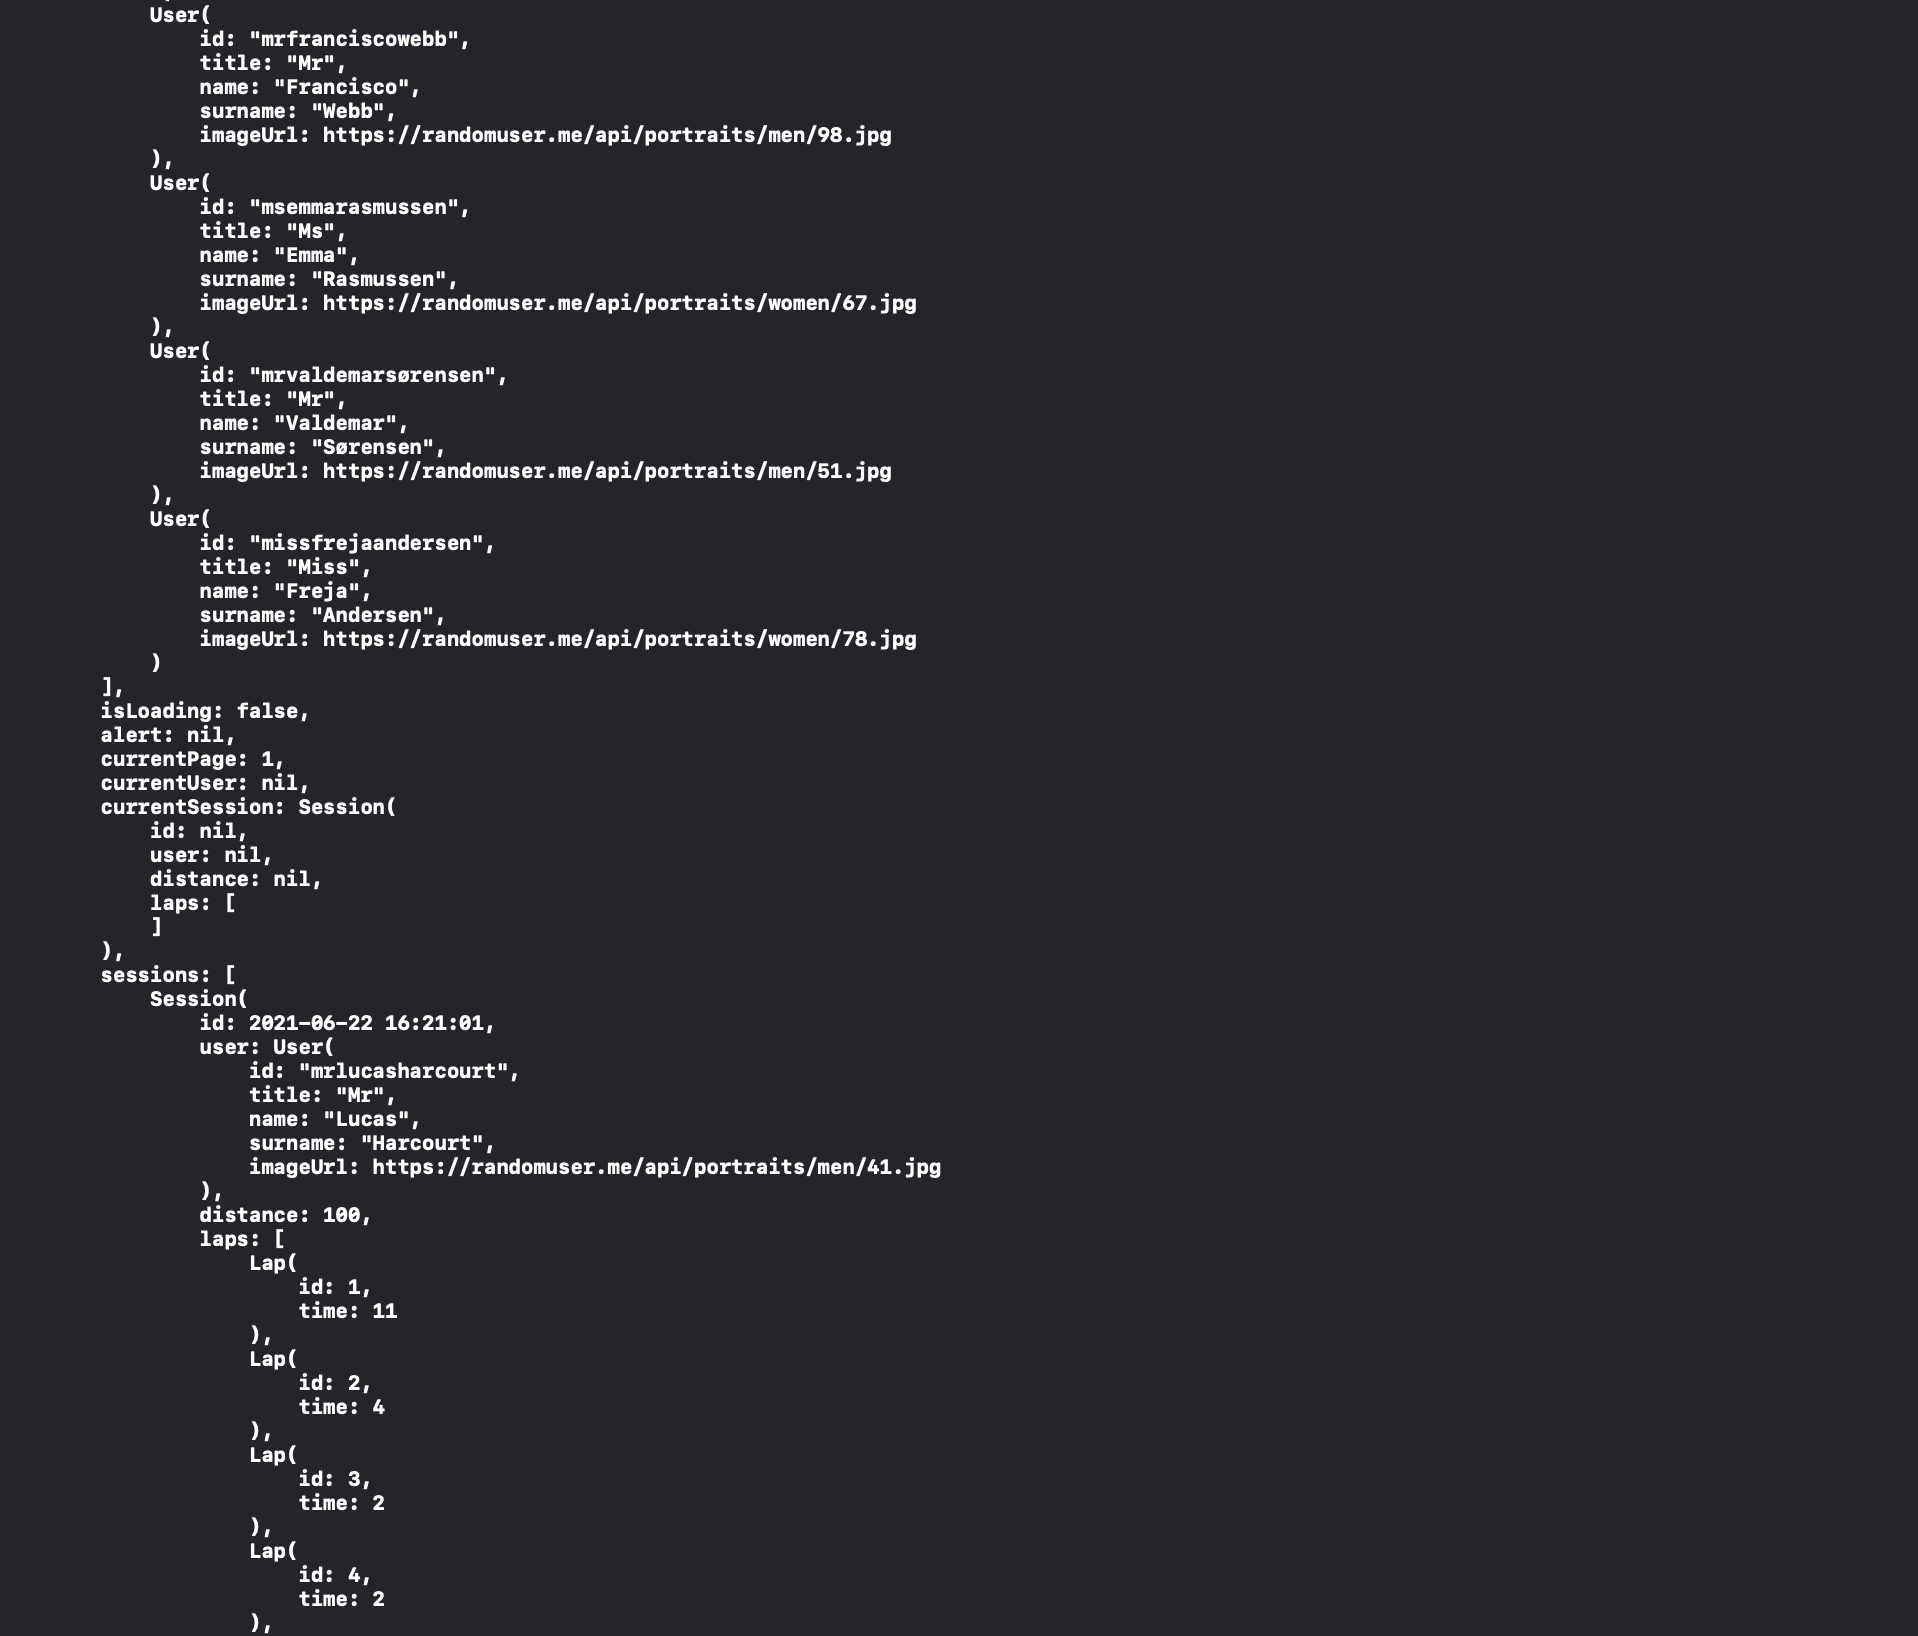 User(
id: "mrfranciscowebb",
title: "Mr",
name: "Francisco",
surname: "Webb",
imageUrl: https://randomuser.me/api/portraits/men/98.jpg
),
User(
id: "msemmarasmussen",
title: "Ms",
name: "Emma",
surname: "Rasmussen",
imageUrl: https://randomuser.me/api/portraits/women/67.jpg
),
User(
id: "mrvaldemarsørensen",
title: "Mr",
name: "Valdemar",
surname: "Sørensen",
imageUrl: https://randomuser.me/api/portraits/men/51.jpg
),
User(
id: "missfrejaandersen",
title: "Miss",
name: "Freja",
surname: "Andersen",
imageUrl: https://randomuser.me/api/portraits/women/78.jpg
)
],
isLoading: false,
alert: nil,
currentPage: 1,
currentUser: nil,
currentSession: Session(
id: nil,
user: nil,
distance: nil,
laps: [
]
),
sessions: [
Session(
id: 2021-06-22 16:21:01,
user: User(
id: "mrlucasharcourt",
title: "Mr",
name: "Lucas",
surname: "Harcourt",
imageUrl: https://randomuser.me/api/portraits/men/41.jpg
),
distance: 100,
laps: [
Lap(
id: 1,
time: 11
),
Lap(
id: 2,
time: 4
),
Lap(
id: 3,
time: 2
),
Lap(
id: 4,
time: 2
),